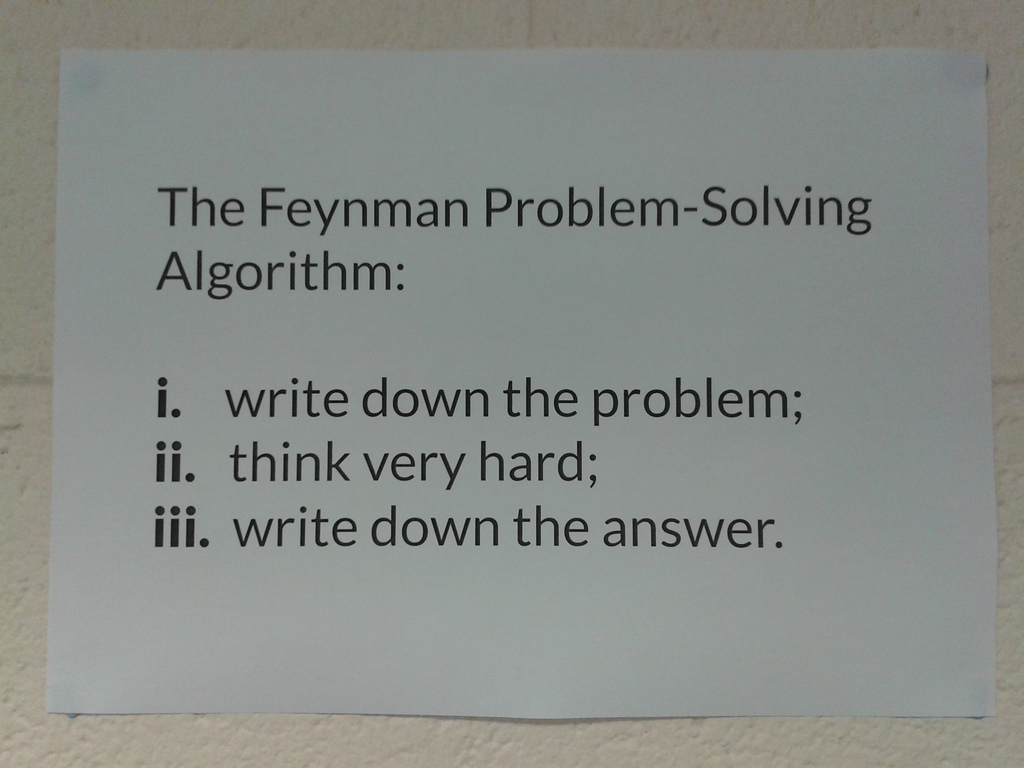 The Feynman Problem-Solving
Algorithm:
i. write down the problem;
ii. think very hard;
iii. write down the answer.